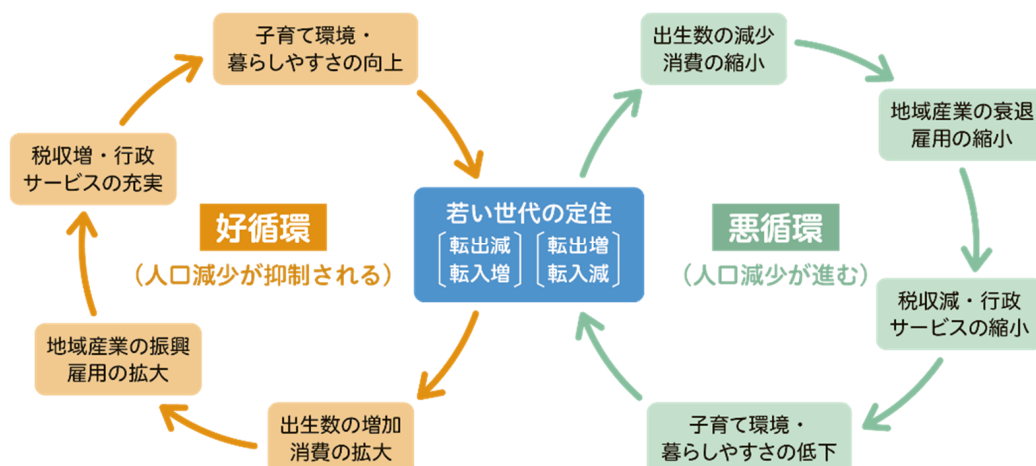 子育て環境・
暮らしやすさの向上
税収増・行政
サービスの充実
好循環
(人口減少が抑制される)
地域産業の振興
雇用の拡大
出生数の増加
消費の拡大
若い世代の定住
転出減
転入増
転出増
転入減
出生数の減少
消費の縮小
地域産業の衰退
雇用の縮小
悪循環
(人口減少が進む)
税収減・行政
サービスの縮小
子育て環境・
暮らしやすさの低下